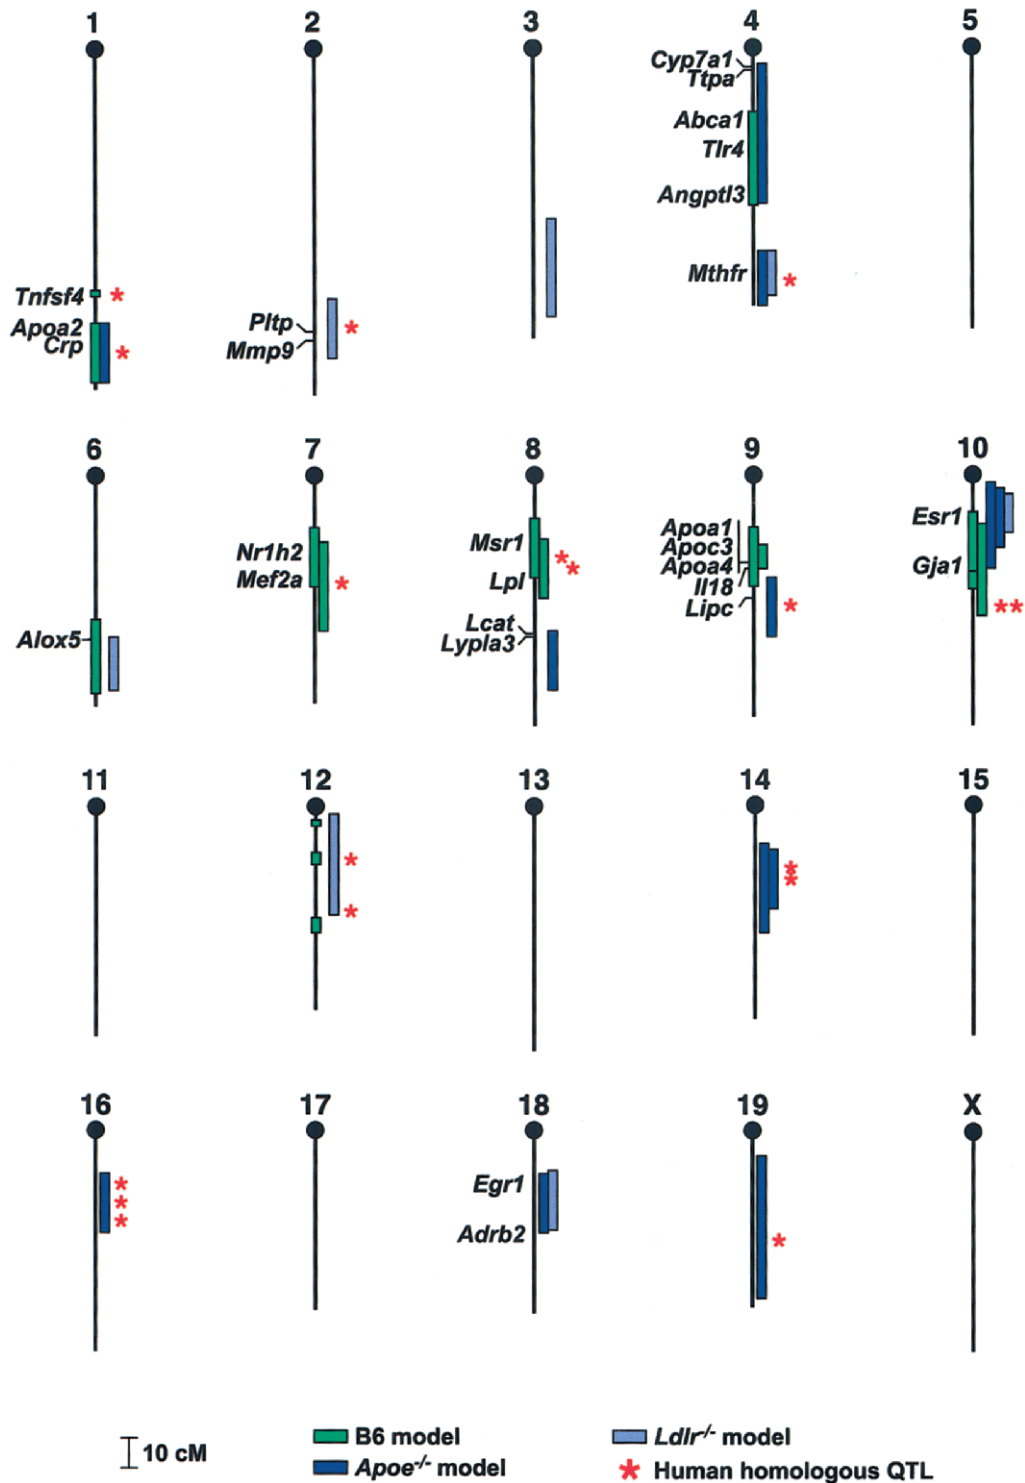 1 2 3 4 5
Cyp7a1
Ttpa
Abca1
Tlr4
Angptl3
Mthfr
*
Tnfsf4 *
Apoa2
Crp *
Pltp *
Mmp9
6 7 8 9 10
Alox5
Nr1h2
Mef2a *
Msr1 *
Lpl *
Lcat
Lypla3
Apoa1
Apoc3
Apoa4
Il18
Lipc *
Esr1
Gja1
**
11 12 13 14 15
*
*
*
*
16 17 18 19 X
*
*
*
Egr1
Adrb2
*
10 cM
B6 model
Apoe-/- model
Ldlr-/- model
* Human homologous QTL